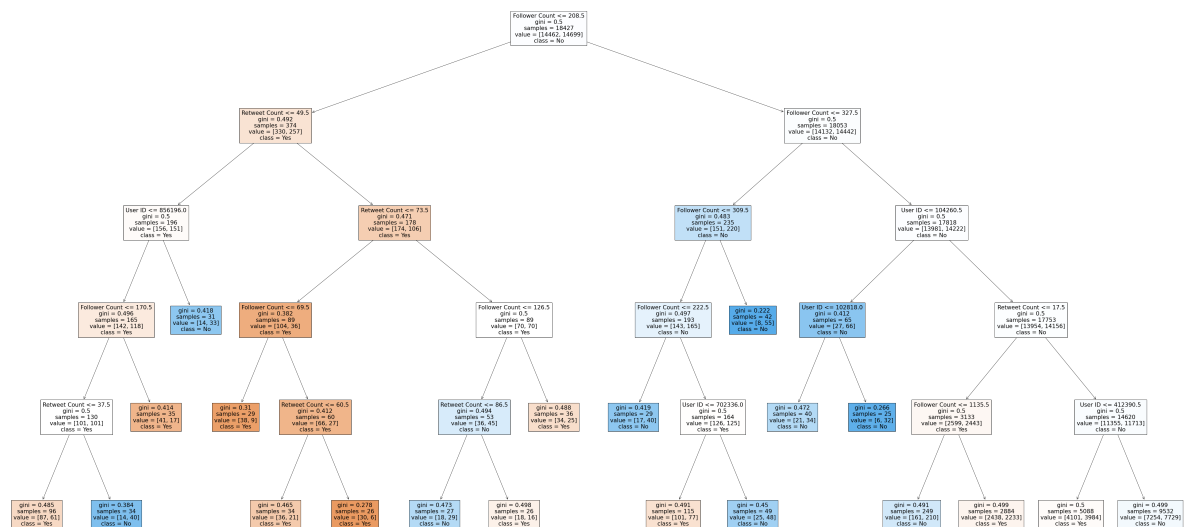 Follower Count <= 208.5
gini = 0.5
samples = 18427
value = [14462, 14699]
class = No
Retweet Count <= 49.5
gini = 0.492
samples = 374
value = [330, 257]
class = Yes
Follower Count <= 327.5
gini = 0.5
samples = 18053
value = [14132, 14442]
class = No
User ID <= 856196.0
gini = 0.5
samples = 196
value = [156, 151]
class = Yes
Retweet Count <= 73.5
gini = 0.471
samples = 178
value = [174, 106]
class = Yes
Follower Count <= 309.5
gini = 0.483
samples = 235
value = [151, 220]
class = No
User ID <= 104260.5
gini = 0.5
samples = 17818
value = [13981, 14222]
class = No
Follower Count <= 170.5
gini = 0.496
samples = 165
value = [142, 118]
class = Yes
gini = 0.418
samples = 31
value = [14, 33]
class = No
Follower Count <= 69.5
gini = 0.382
samples = 89
value = [104, 36]
class = Yes
Follower Count <= 126.5
gini = 0.5
samples = 89
value = [70, 70]
class = Yes
Follower Count <= 222.5
gini = 0.497
samples = 193
value = [143, 165]
class = No
gini = 0.222
samples = 42
value = [8, 55]
class = No
User ID <= 102818.0
gini = 0.412
samples = 65
value = [27, 66]
class = No
Retweet Count <= 17.5
gini = 0.5
samples = 17753
value = [13954, 14156]
class = No
Retweet Count <= 37.5
gini = 0.5
samples = 130
value = [101, 101]
class = Yes
gini = 0.414
samples = 35
value = [41, 17]
class = Yes
gini = 0.31
samples = 29
value = [38, 9]
class = Yes
Retweet Count <= 60.5
gini = 0.412
samples = 60
value = [66, 27]
class = Yes
Retweet Count <= 86.5
gini = 0.494
samples = 53
value = [36, 45]
class = No
gini = 0.488
samples = 36
value = [34, 25]
class = Yes
gini = 0.419
samples = 29
value = [17, 40]
class = No
User ID <= 702336.0
gini = 0.5
samples = 164
value = [126, 125]
class = Yes
gini = 0.472
samples = 40
value = [21, 34]
class = No
gini = 0.266
samples = 25
value = [6, 32]
class = No
Follower Count <= 1135.5
gini = 0.5
samples = 3133
value = [2599, 2443]
class = Yes
User ID <= 412390.5
gini = 0.5
samples = 14620
value = [11355, 11713]
class = No
gini = 0.485
samples = 96
value = [87, 61]
class = Yes
gini = 0.384
samples = 34
value = [14, 40]
class = No
gini = 0.465
samples = 34
value = [36, 21]
class = Yes
gini = 0.278
samples = 26
value = [30, 6]
class = Yes
gini = 0.473
samples = 27
value = [18, 29]
class = No
gini = 0.498
samples = 26
value = [18, 16]
class = Yes
gini = 0.491
samples = 115
value = [101, 77]
class = Yes
gini = 0.45
samples = 49
value = [25, 48]
class = No
gini = 0.491
samples = 249
value = [161, 210]
class = No
gini = 0.499
samples = 2884
value = [2438, 2233]
class = Yes
gini = 0.5
samples = 5088
value = [4101, 3984]
class = Yes
gini = 0.499
samples = 9532
value = [7254, 7729]
class = No